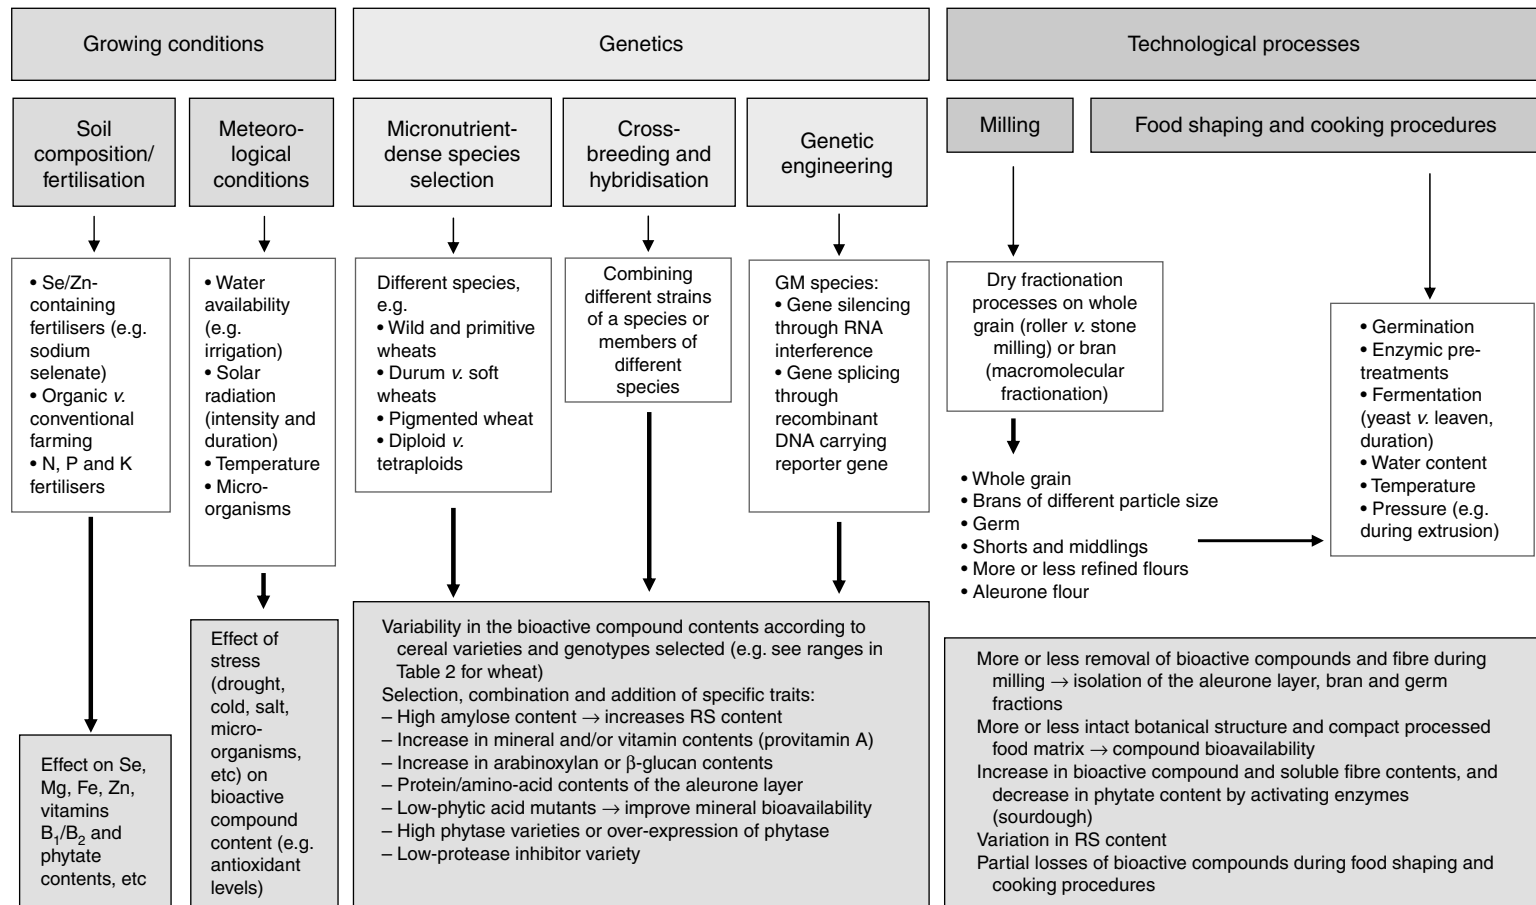 Growing conditions
Genetics
Technological processes
Soil
composition/
fertilisation
Meteoro-
logical
conditions
Micronutrient-
dense species
selection
Cross-
breeding and
hybridisation
Genetic
engineering
Milling
Food shaping and cooking procedures
• Se/Zn-
containing
fertilisers (e.g.
sodium
selenate)
• Organic v.
conventional
farming
• N, P and K
fertilisers
• Water
availability
(e.g.
irrigation)
• Solar
radiation
(intensity and
duration)
• Temperature
• Micro-
organisms
Different species,
e.g.
• Wild and primitive
wheats
• Durum v. soft
wheats
• Pigmented wheat
• Diploid v.
tetraploids
Combining
different strains
of a species or
members of
different
species
GM species:
• Gene silencing
through RNA
interference
• Gene splicing
through
recombinant
DNA carrying
reporter gene
Dry fractionation
processes on whole
grain (roller v. stone
milling) or bran
(macromolecular
fractionation)
• Whole grain
• Brans of different particle size
• Germ
• Shorts and middlings
• More or less refined flours
• Aleurone flour
• Germination
• Enzymic pre-
treatments
• Fermentation
(yeast v. leaven,
duration)
• Water content
• Temperature
• Pressure (e.g.
during extrusion)
Effect on Se,
Mg, Fe, Zn,
vitamins
B₁/B₂ and
phytate
contents, etc
Effect of
stress
(drought,
cold, salt,
micro-
organisms,
etc) on
bioactive
compound
content (e.g.
antioxidant
levels)
Variability in the bioactive compound contents according to
cereal varieties and genotypes selected (e.g. see ranges in
Table 2 for wheat)
Selection, combination and addition of specific traits:
– High amylose content → increases RS content
– Increase in mineral and/or vitamin contents (provitamin A)
– Increase in arabinoxylan or β-glucan contents
– Protein/amino-acid contents of the aleurone layer
– Low-phytic acid mutants → improve mineral bioavailability
– High phytase varieties or over-expression of phytase
– Low-protease inhibitor variety
More or less removal of bioactive compounds and fibre during
milling → isolation of the aleurone layer, bran and germ
fractions
More or less intact botanical structure and compact processed
food matrix → compound bioavailability
Increase in bioactive compound and soluble fibre contents, and
decrease in phytate content by activating enzymes
(sourdough)
Variation in RS content
Partial losses of bioactive compounds during food shaping and
cooking procedures